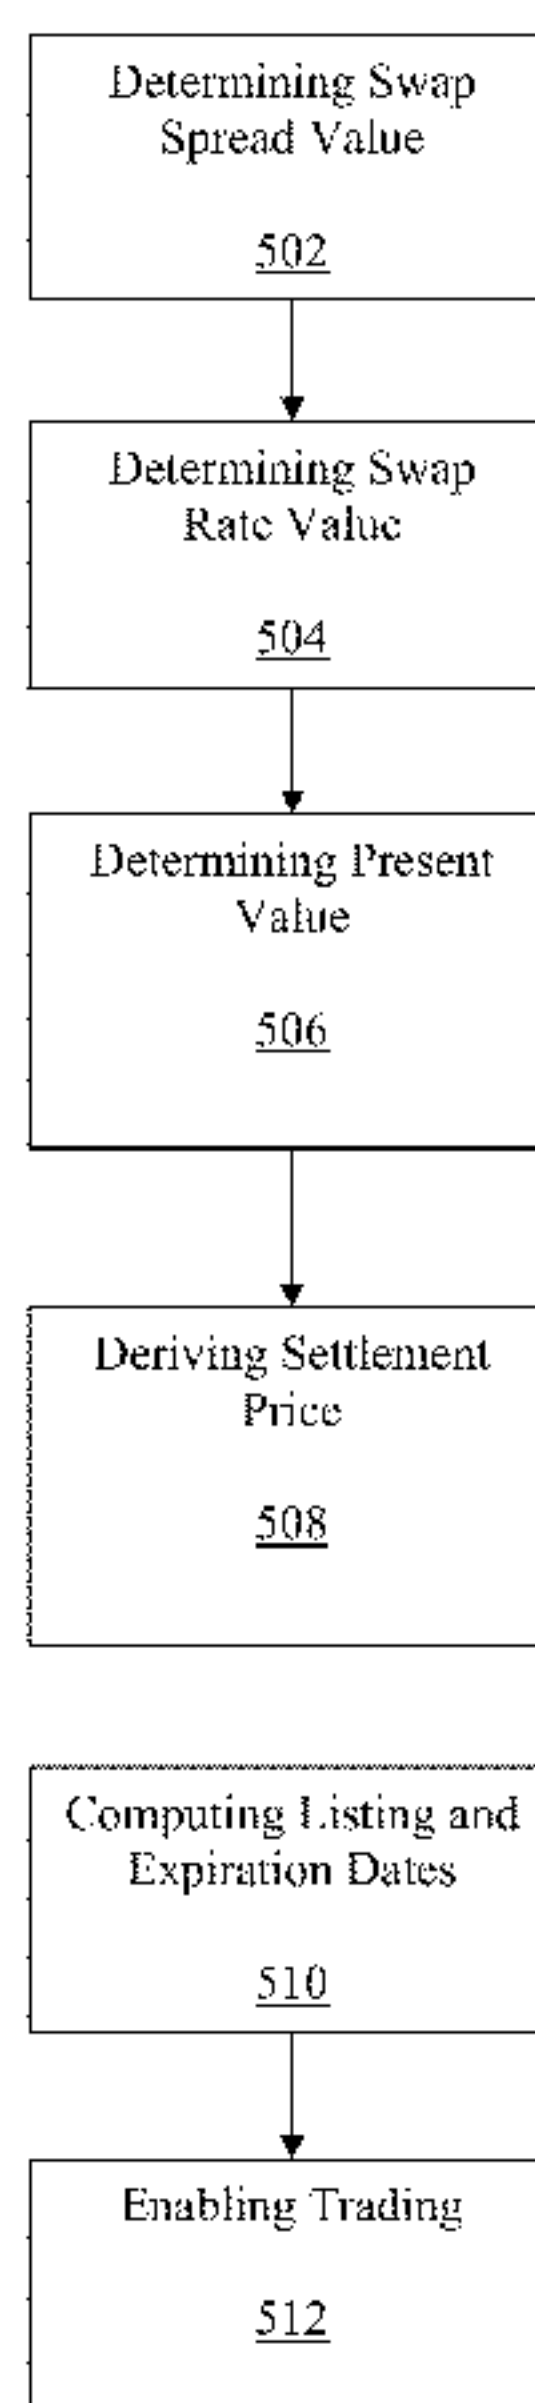 Determining Swap
Spread Value
502
Determining Swap
Rate Value
504
Determining Present
Value
506
Deriving Settlement
Price
508
Computing Listing and
Expiration Dates
510
Enabling Trading
512